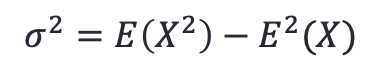 σ² = E(X²) − E²(X)